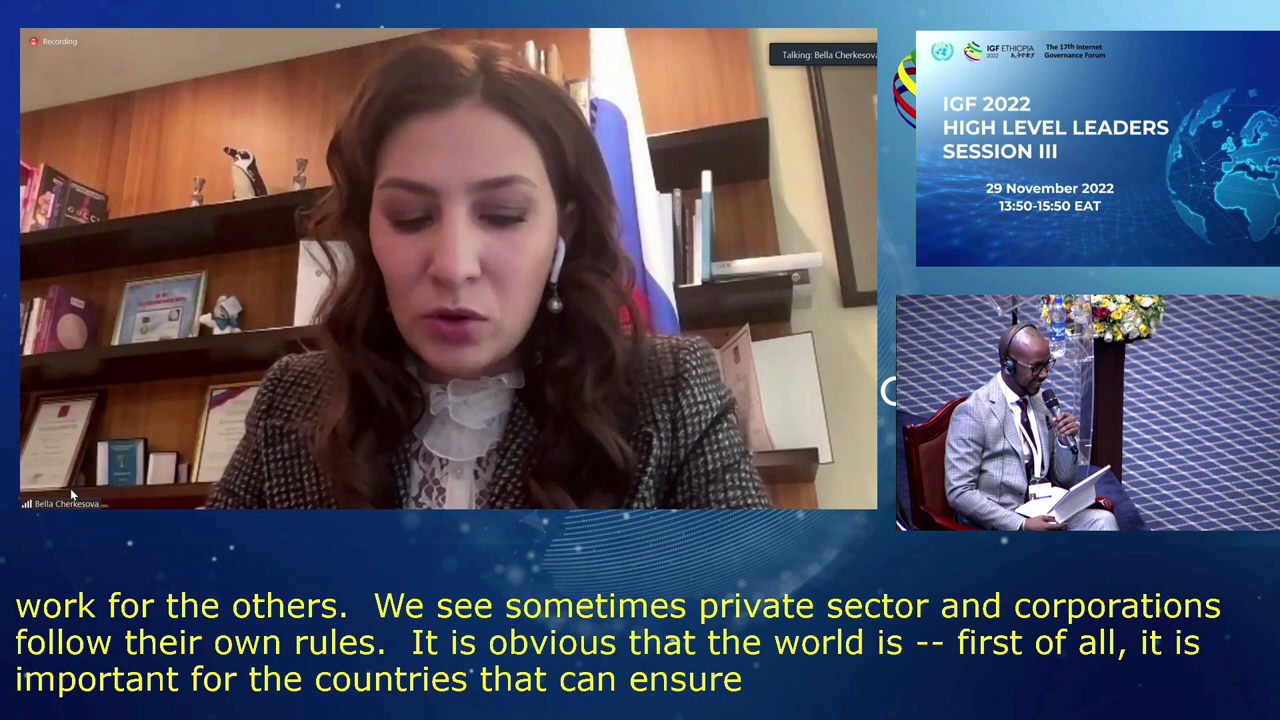 Recording
Talking: Bella Cherkesova
IGF ETHIOPIA
2022 ኢትዮጵያ
The 17th Internet
Governance Forum
IGF 2022
HIGH LEVEL LEADERS
SESSION III
29 November 2022
13:50-15:50 EAT
Bella Cherkesova
work for the others. We see sometimes private sector and corporations
follow their own rules. It is obvious that the world is -- first of all, it is
important for the countries that can ensure